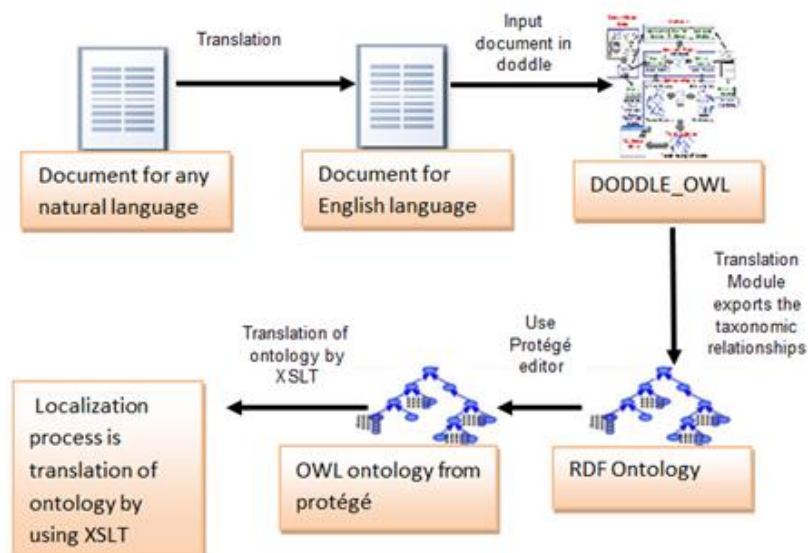 Translation
Input
document in
doddle
Document for any
natural language
Document for
English language
DODDLE_OWL
Translation
Module
exports the
taxonomic
relationships
Use
Protégé
editor
Translation of
ontology by
XSLT
RDF Ontology
OWL ontology from
protégé
Localization
process is
translation of
ontology by
using XSLT